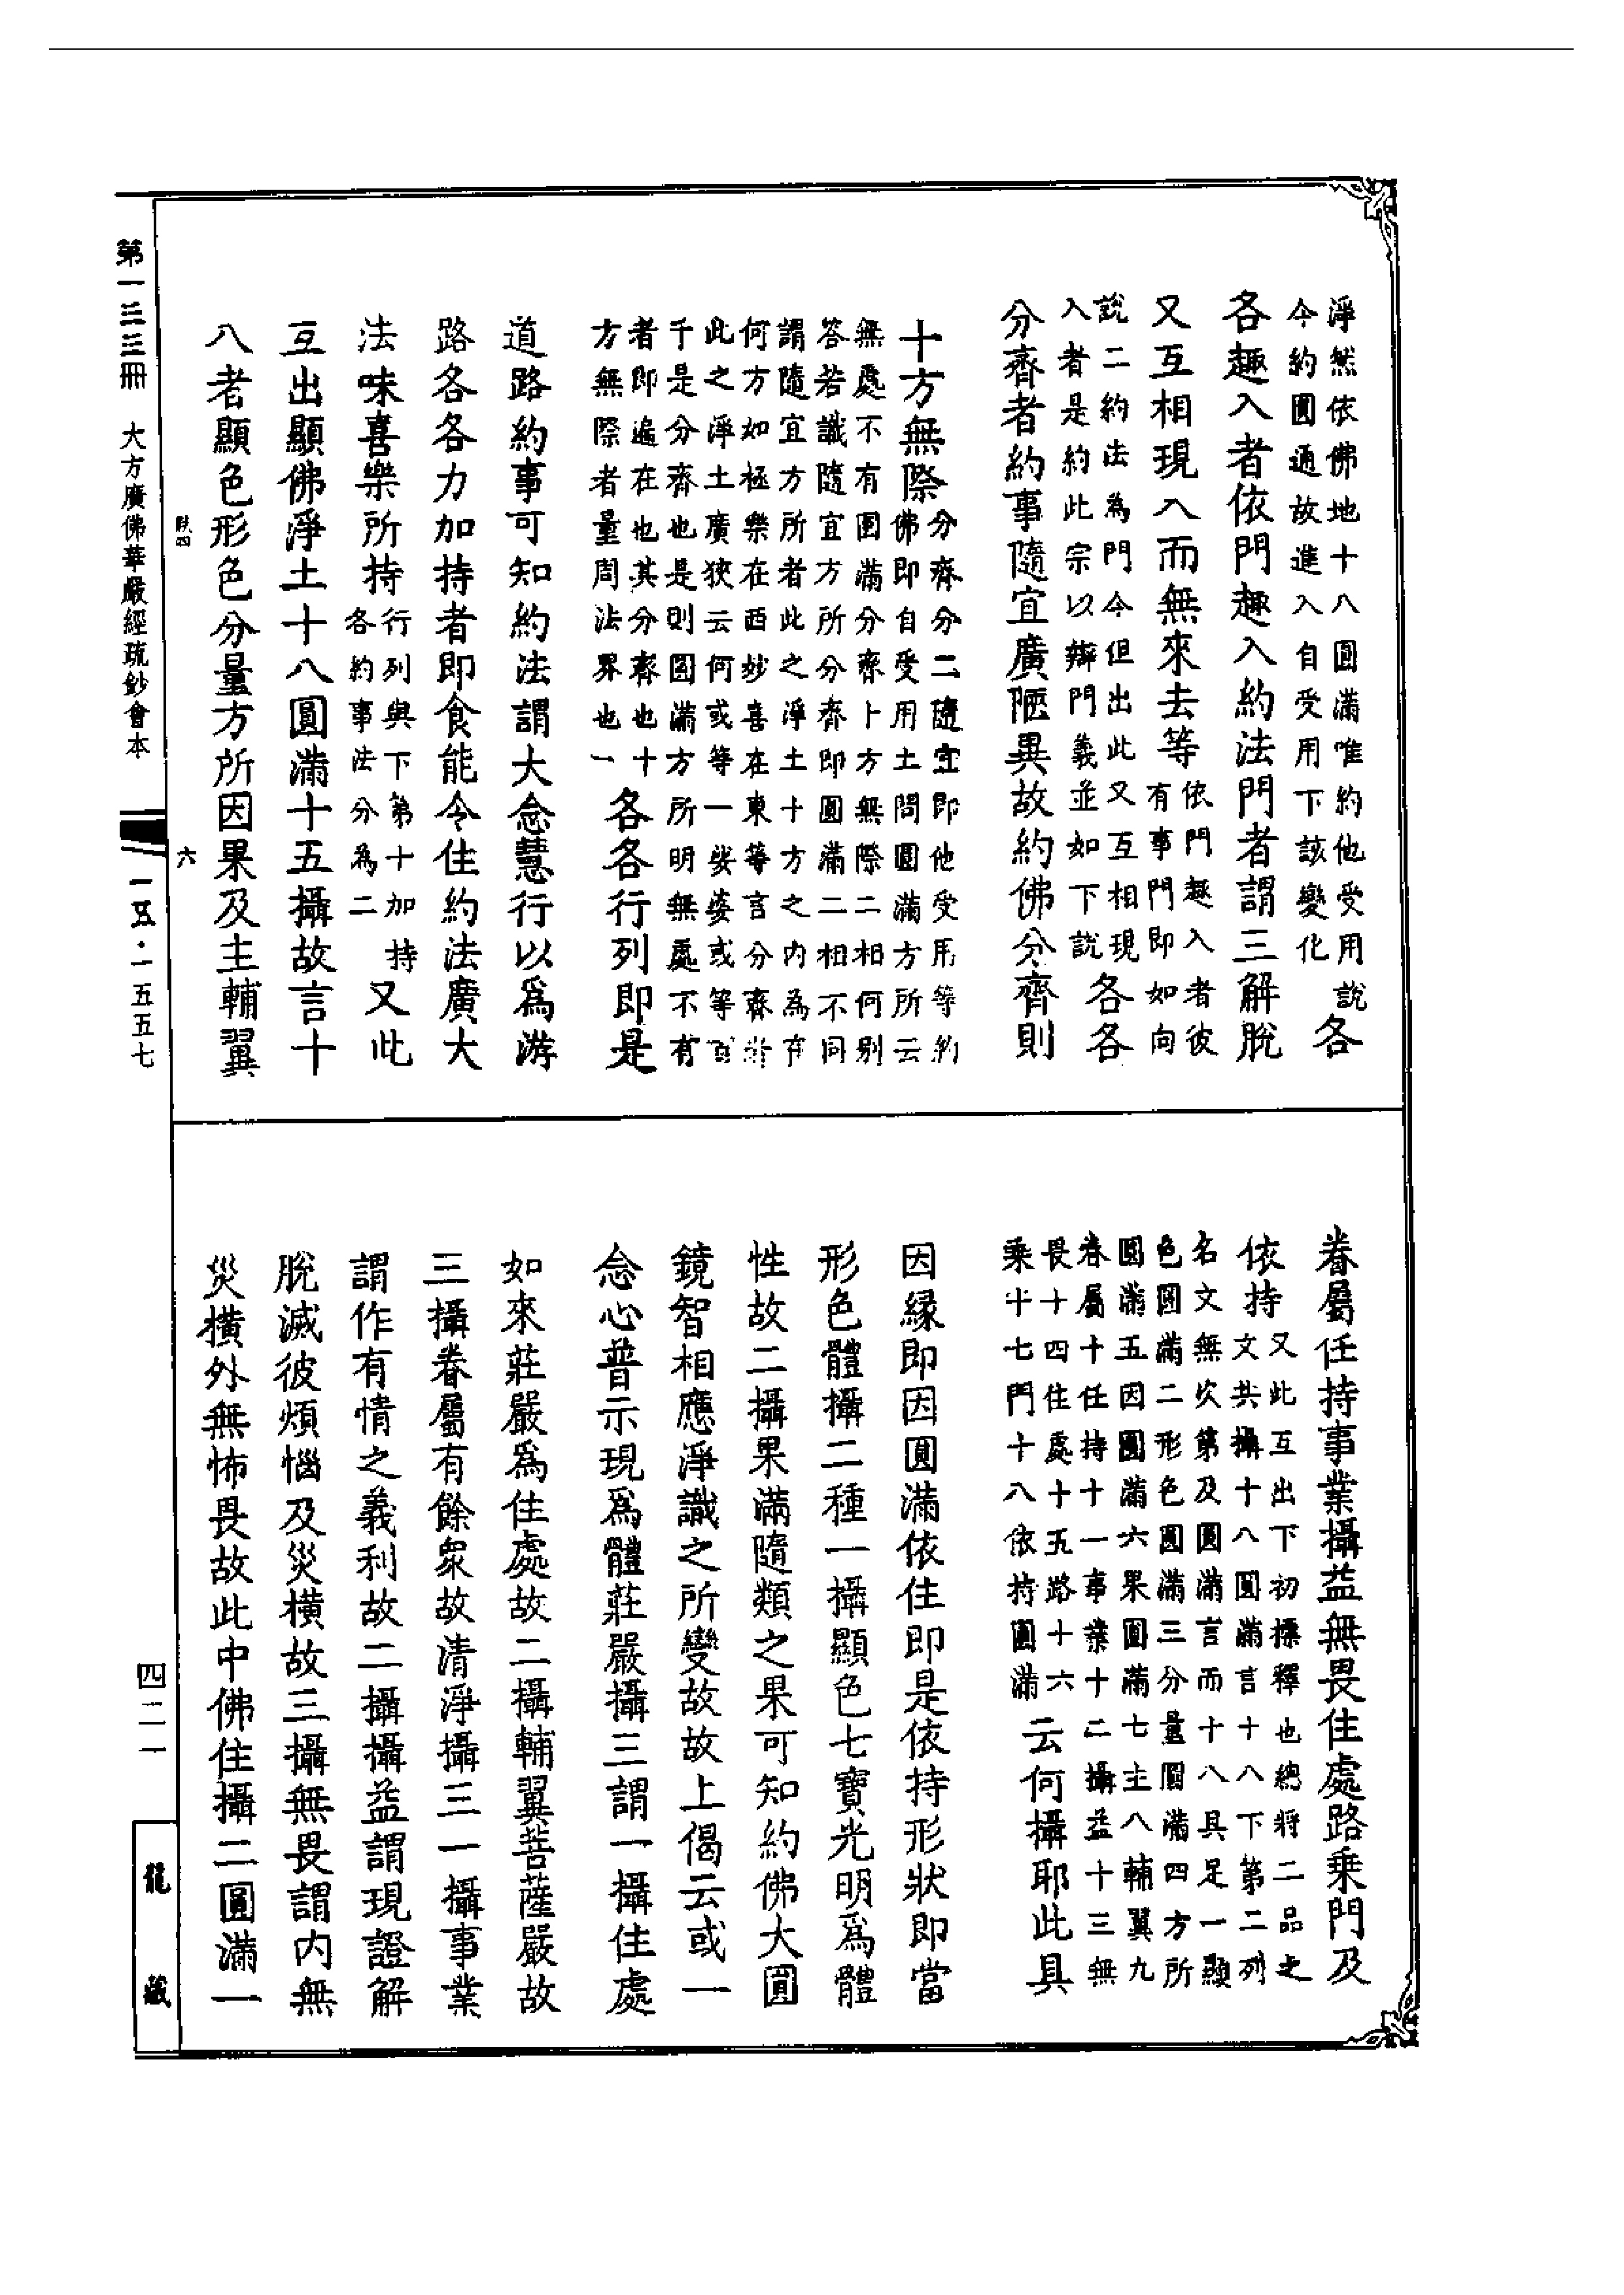 淨然依佛地十八圓滿唯約他受用說
今約圓通故進入自受用下該變化
各
各趣入者依門趣入約法門者謂三解脫
又互相現入而無來去等
依門趣入者彼
有事門即如向
說二約法為門今但出此又互相現
入者是約此宗以辯門義並如下說
各各
分齊者約事隨宜廣陋異故約佛分齊則
十方無際
分齊分二隨宜即他受用等約
佛即自受用土問圓滿方所云
無處不有圓滿分齊卜方無際二相何別
答若識隨宜方所分齊即圓滿二相不同
謂隨宜方所者此之淨土十方之內為在
何方如極樂在西妙喜在東等言分齊者
此之淨土廣狹云何或等一娑婆或等百
千是分齊也是則圓滿方所明無處不有
者即遍在也其分齊也十
方無際者量周法界也
各各行列即是
道路約事可知約法謂大念慧行以爲游
路各各力加持者即食能令住約法廣大
法味喜樂所持
行列與下第十加持
各約事法分為二
又此
互出顯佛淨土十八圓滿十五攝故言十
八者顯色形色分量方所因果及主輔翼
眷屬任持事業攝益無畏住處路乘門及
依持
又此互出下初標釋也總將二品之
文共攝十八圓滿言十八下第二列
名文無次第及圓滿言而十八具足一顯
色圓滿二形色圓滿三分量圓滿四方所
圓滿五因圓滿六果圓滿七主八輔翼九
眷屬十任持十一事業十二攝益十三無
畏十四住處十五路十六
乘十七門十八依持圓滿
云何攝耶此具
因緣即因圓滿依住即是依持形狀即當
形色體攝二種一攝顯色七寶光明爲體
性故二攝果滿隨類之果可知約佛大圓
鏡智相應淨識之所變故故上偈云或一
念心普示現爲體莊嚴攝三謂一攝住處
如來莊嚴爲住處故二攝輔翼菩薩嚴故
三攝眷屬有餘衆故清淨攝三一攝事業
謂作有情之義利故二攝攝益謂現證解
脫滅彼煩惱及災橫故三攝無畏謂內無
災橫外無怖畏故此中佛住攝二圓滿一
第一三三冊 大方廣佛華嚴經疏鈔會本
一五·一五五七
四二一
龍藏
六